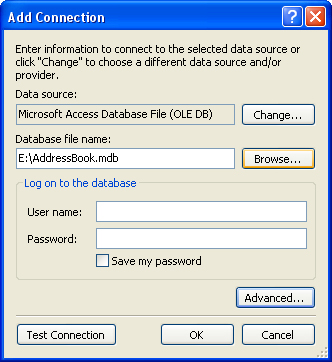 Add Connection
Enter information to connect to the selected data source or
click "Change" to choose a different data source and/or
provider.
Data source:
Microsoft Access Database File (OLE DB)
Change...
Database file name:
E:\AddressBook.mdb
Browse...
Log on to the database
User name:
Password:
Save my password
Advanced...
Test Connection
OK
Cancel